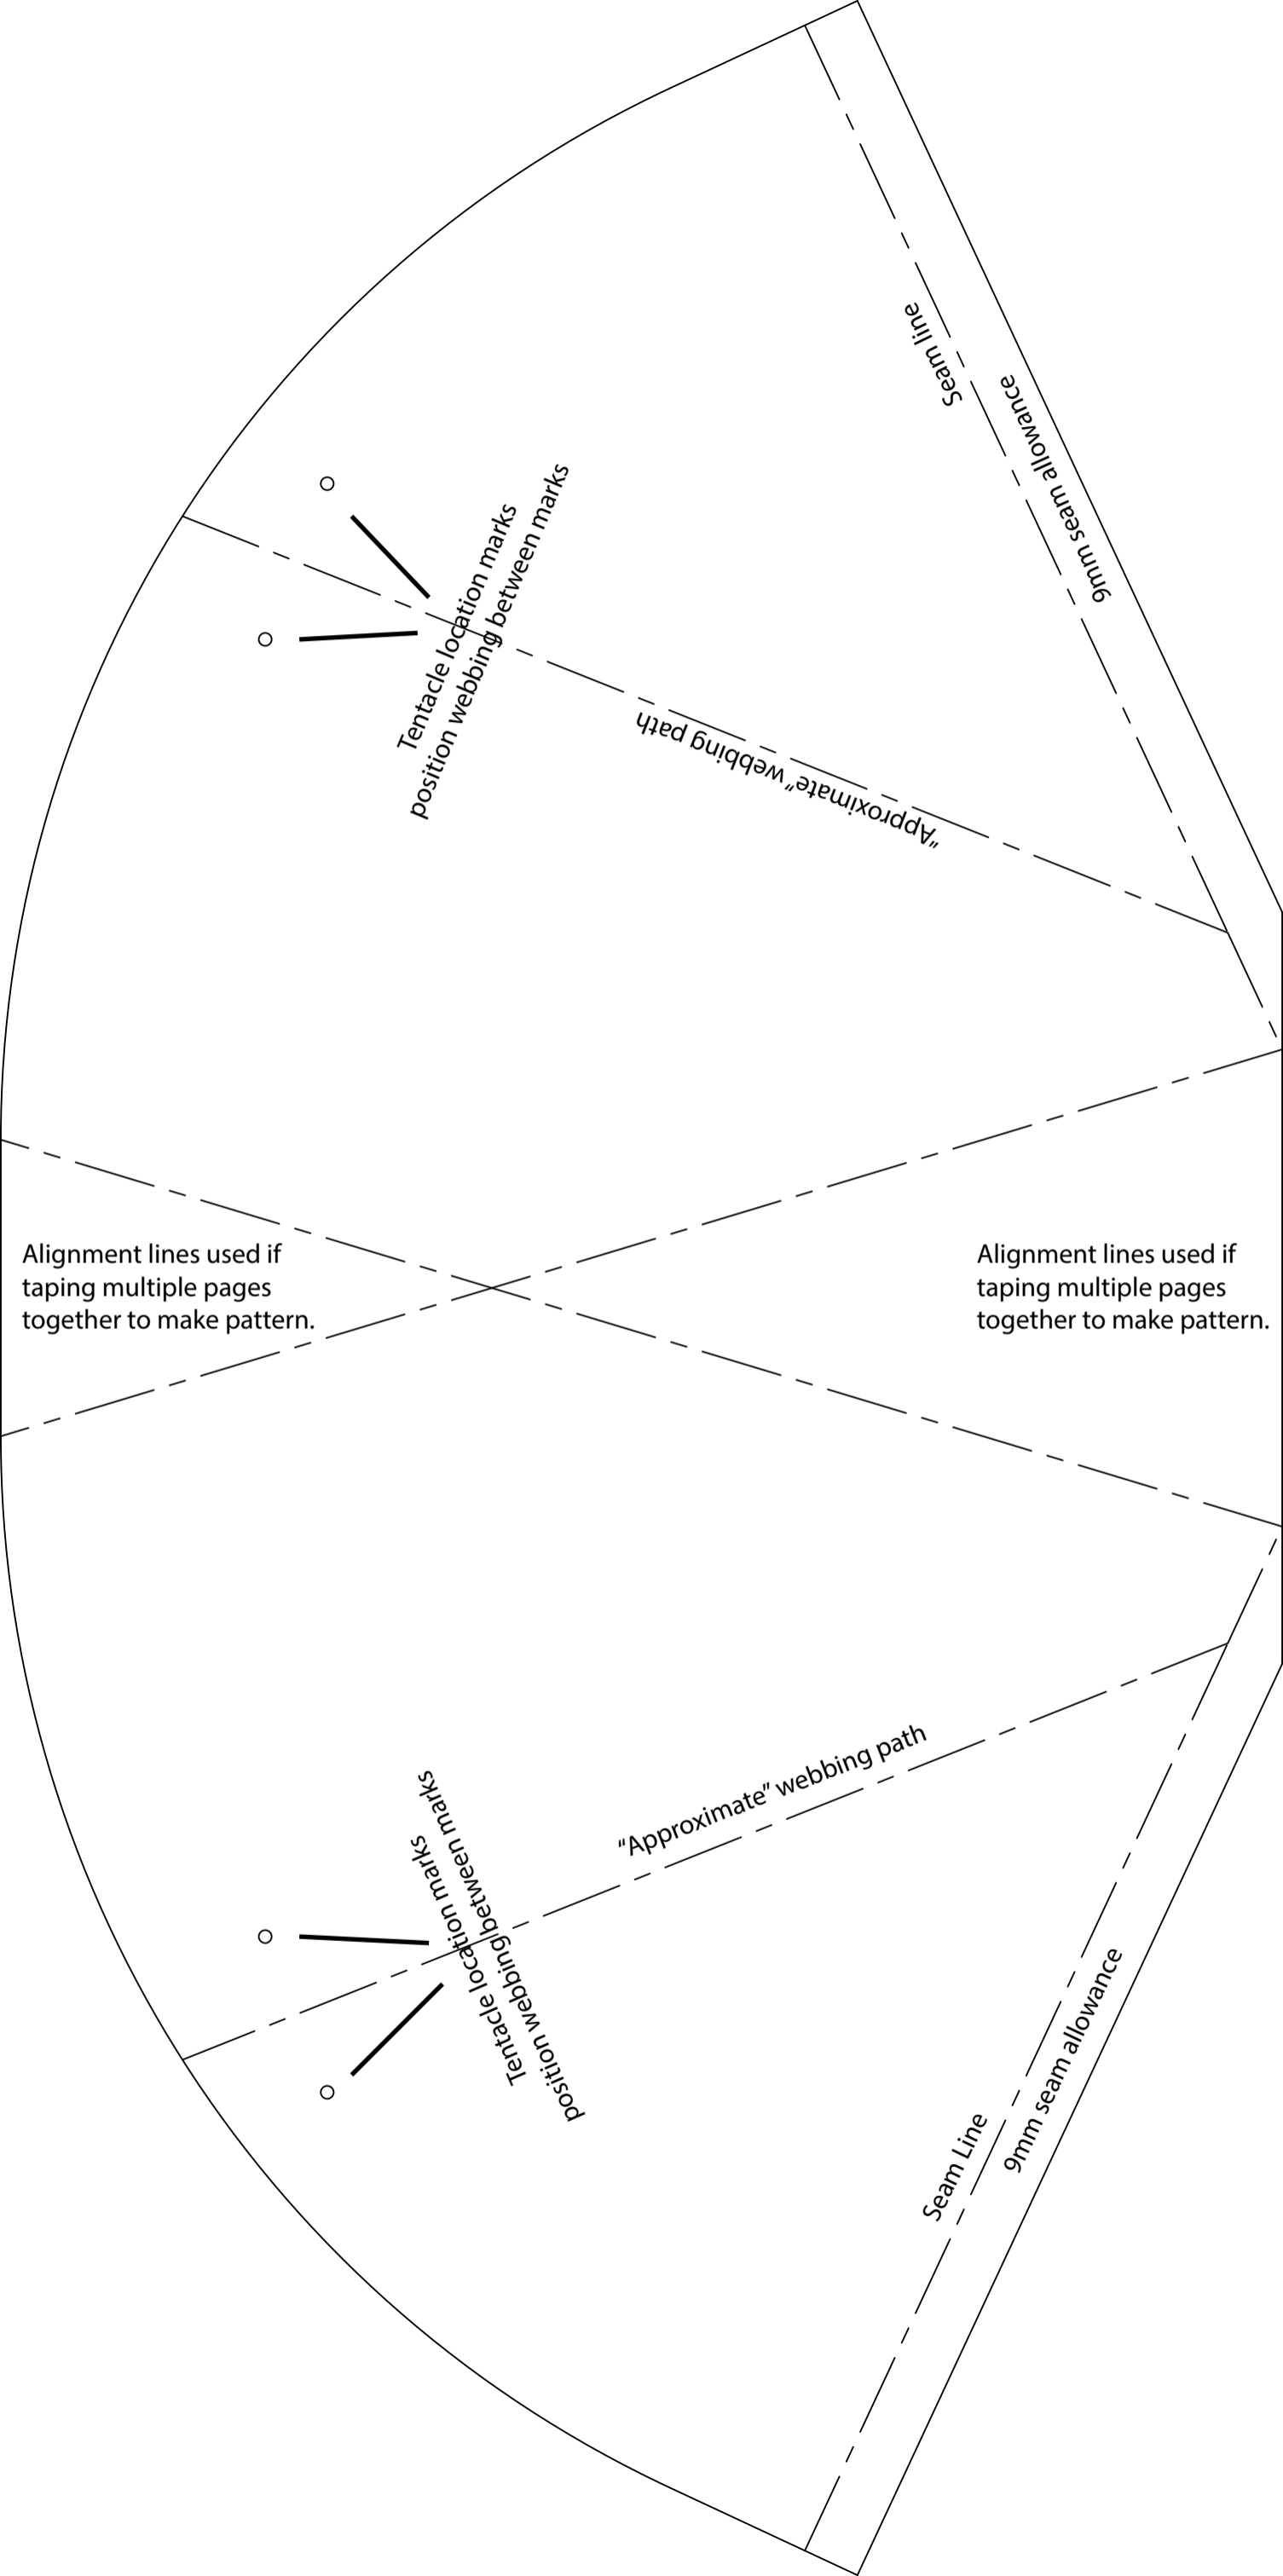 Seam line
9mm seam allowance
Tentacle location marks
position webbing between marks
“Approximate” webbing path
Alignment lines used if
taping multiple pages
together to make pattern.
Alignment lines used if
taping multiple pages
together to make pattern.
“Approximate” webbing path
Tentacle location marks
position webbing between marks
9mm seam allowance
Seam Line